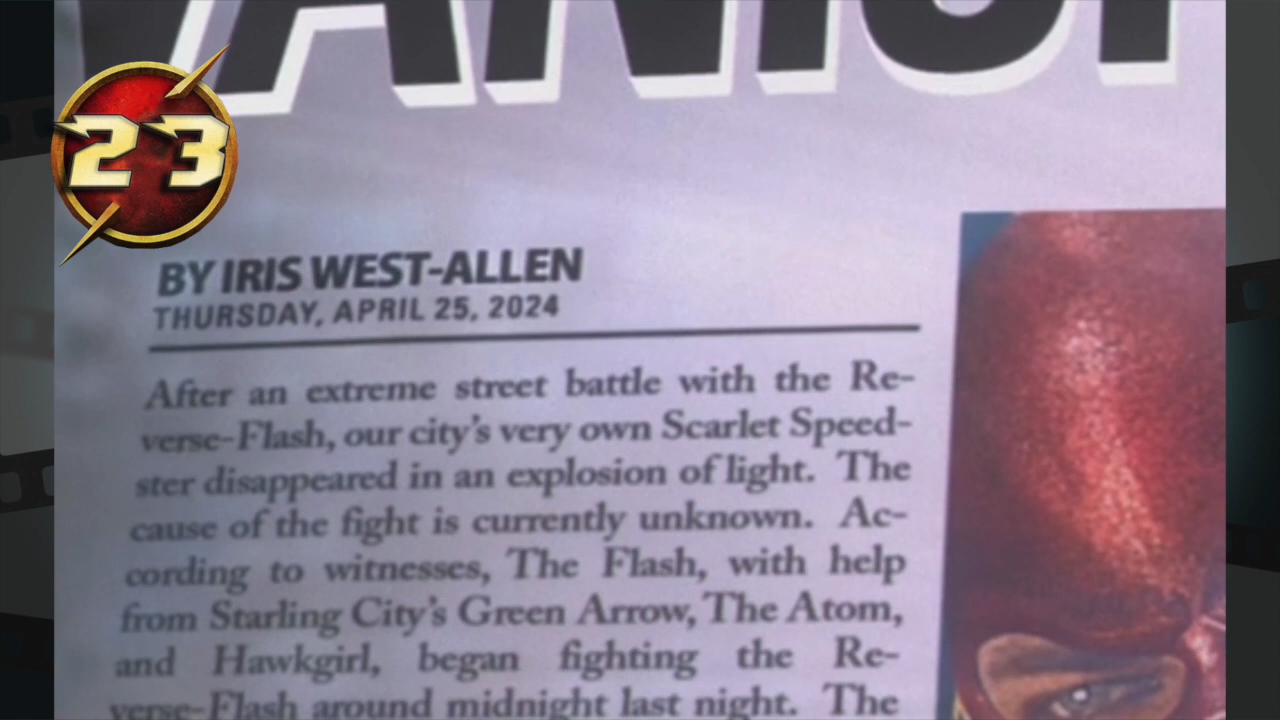 23
BY IRIS WEST-ALLEN
THURSDAY, APRIL 25, 2024
After an extreme street battle with the Re-
verse-Flash, our city's very own Scarlet Speed-
ster disappeared in an explosion of light. The
cause of the fight is currently unknown. Ac-
cording to witnesses, The Flash, with help
from Starling City's Green Arrow, The Atom,
and Hawkgirl, began fighting the Re-
verse-Flash around midnight last night. The